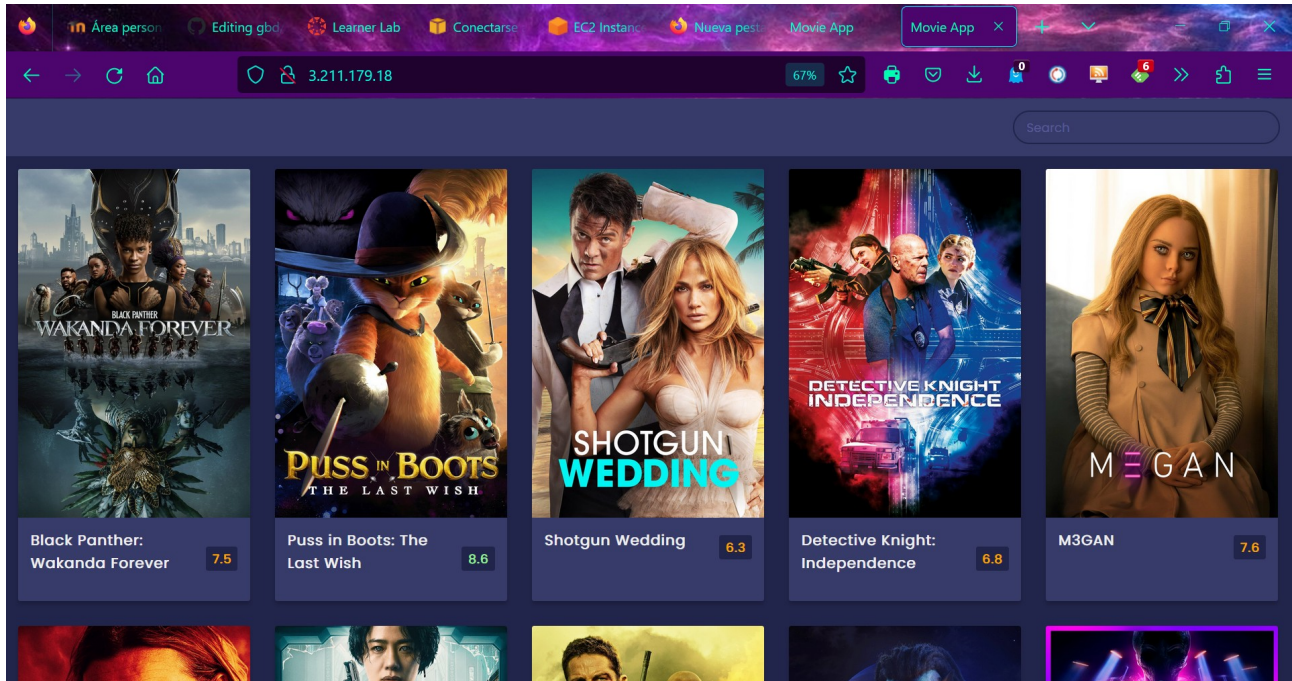 Área person
Editing gbd
Learner Lab
Conectarse
EC2 Instanc
Nueva pest
Movie App
Movie App
3.211.179.18
67%
0
6
Search
BLACK PANTHER
WAKANDA FOREVER
PUSS IN BOOTS
THE LAST WISH
SHOTGUN
WEDDING
DETECTIVE KNIGHT
INDEPENDENCE
M3GAN
Black Panther:
Wakanda Forever
7.5
Puss in Boots: The
Last Wish
8.6
Shotgun Wedding
6.3
Detective Knight:
Independence
6.8
M3GAN
7.6